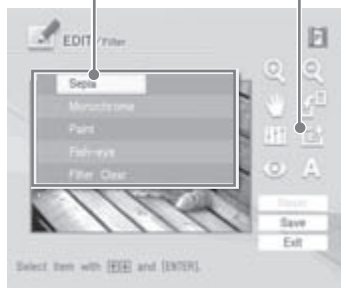 EDIT/Filter
Sepia
Monochrome
Paint
Fish-eye
Filter Clear
A
Reset
Save
Exit
Select item with and [ENTER].